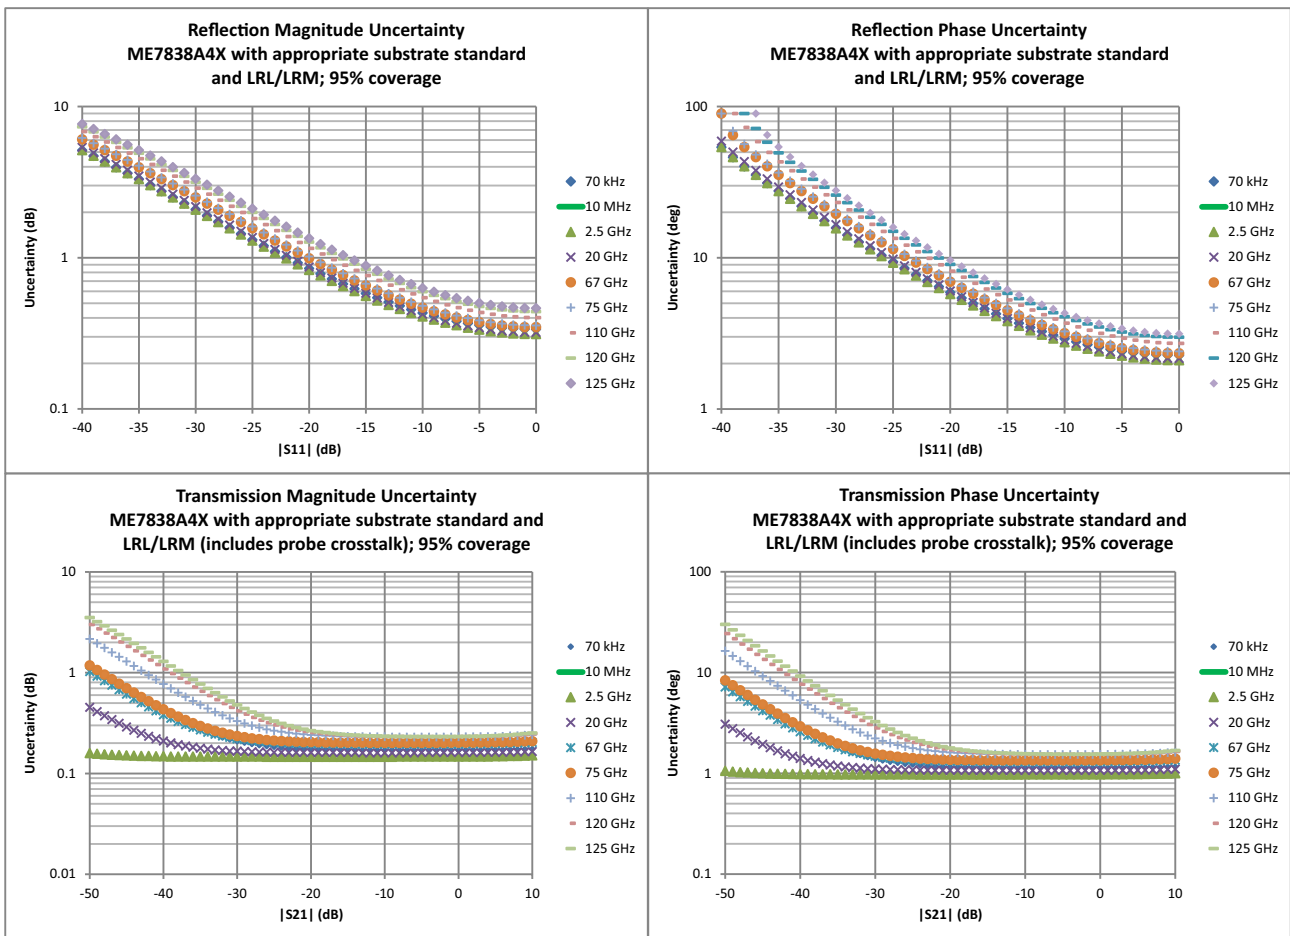 Reflection Magnitude Uncertainty
ME7838A4X with appropriate substrate standard
and LRL/LRM; 95% coverage
Uncertainty (dB)
10
1
0.1
-40 -35 -30 -25 -20 -15 -10 -5 0
|S11| (dB)
70 kHz
10 MHz
2.5 GHz
20 GHz
67 GHz
75 GHz
110 GHz
120 GHz
125 GHz
Reflection Phase Uncertainty
ME7838A4X with appropriate substrate standard
and LRL/LRM; 95% coverage
Uncertainty (deg)
100
10
1
-40 -35 -30 -25 -20 -15 -10 -5 0
|S11| (dB)
70 kHz
10 MHz
2.5 GHz
20 GHz
67 GHz
75 GHz
110 GHz
120 GHz
125 GHz
Transmission Magnitude Uncertainty
ME7838A4X with appropriate substrate standard and
LRL/LRM (includes probe crosstalk); 95% coverage
Uncertainty (dB)
10
1
0.1
0.01
-50 -40 -30 -20 -10 0 10
|S21| (dB)
70 kHz
10 MHz
2.5 GHz
20 GHz
67 GHz
75 GHz
110 GHz
120 GHz
125 GHz
Transmission Phase Uncertainty
ME7838A4X with appropriate substrate standard and
LRL/LRM (includes probe crosstalk); 95% coverage
Uncertainty (deg)
100
10
1
0.1
-50 -40 -30 -20 -10 0 10
|S21| (dB)
70 kHz
10 MHz
2.5 GHz
20 GHz
67 GHz
75 GHz
110 GHz
120 GHz
125 GHz